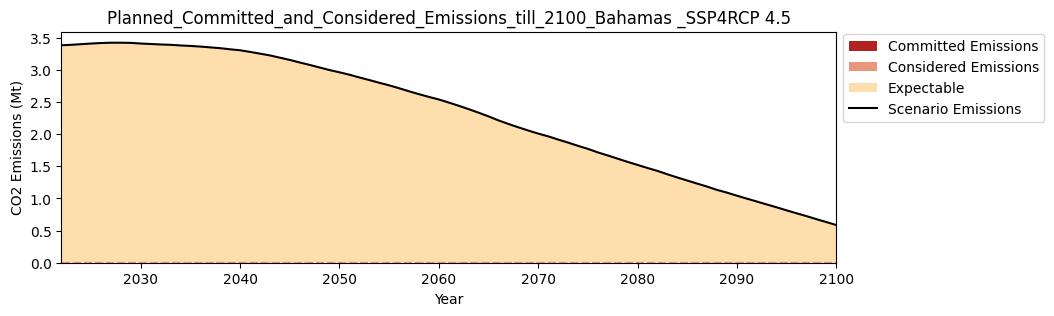 Planned_Committed_and_Considered_Emissions_till_2100_Bahamas _SSP4RCP 4.5
CO2 Emissions (Mt)
3.5
3.0
2.5
2.0
1.5
1.0
0.5
0.0
2030 2040 2050 2060 2070 2080 2090 2100
Year
Committed Emissions
Considered Emissions
Expectable
Scenario Emissions